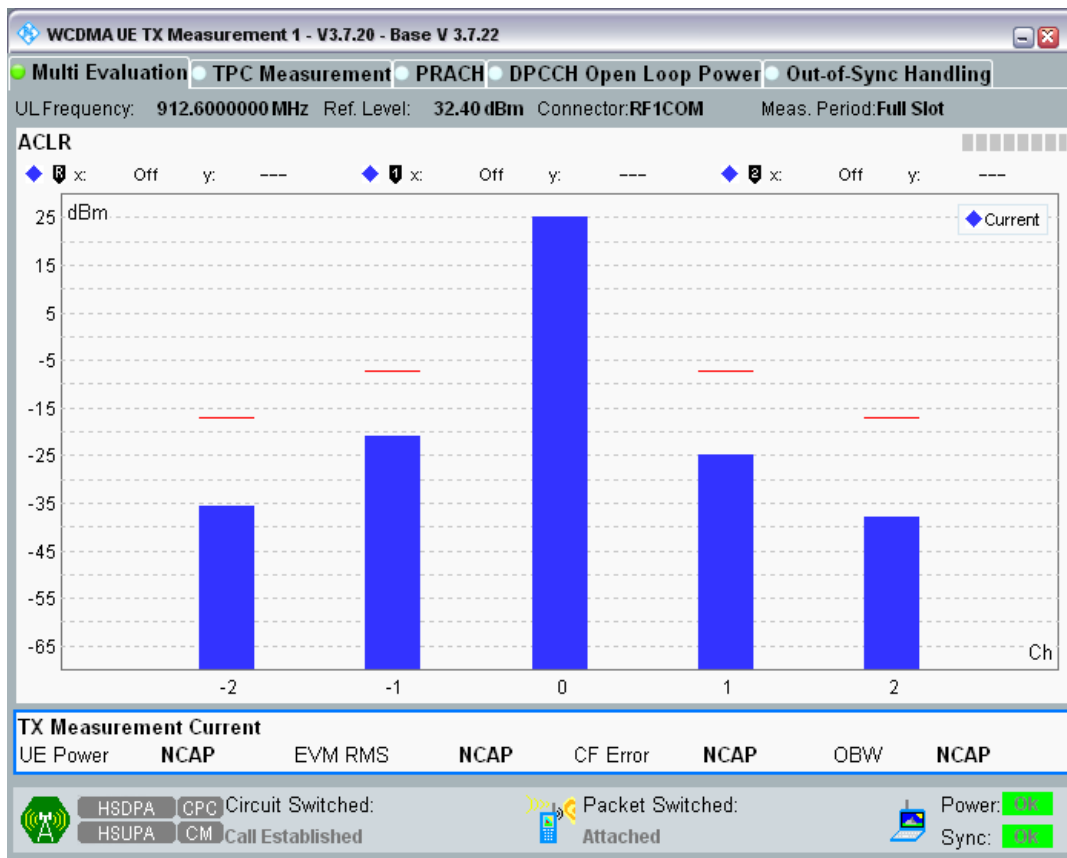 WCDMA UE TX Measurement 1 - V3.7.20 - Base V 3.7.22
Multi Evaluation TPC Measurement PRACH DPCCH Open Loop Power Out-of-Sync Handling
UL Frequency: 912.6000000 MHz Ref. Level: 32.40 dBm Connector:RF1COM Meas. Period:Full Slot
ACLR
R x: Off y: --- 1 x: Off y: --- 2 x: Off y: ---
dBm
Current
25
15
5
-5
-15
-25
-35
-45
-55
-65
Ch
-2 -1 0 1 2
TX Measurement Current
UE Power NCAP EVM RMS NCAP CF Error NCAP OBW NCAP
HSDPA CPC Circuit Switched: Packet Switched: Power: Ok
HSUPA CM Call Established Attached Sync: Ok